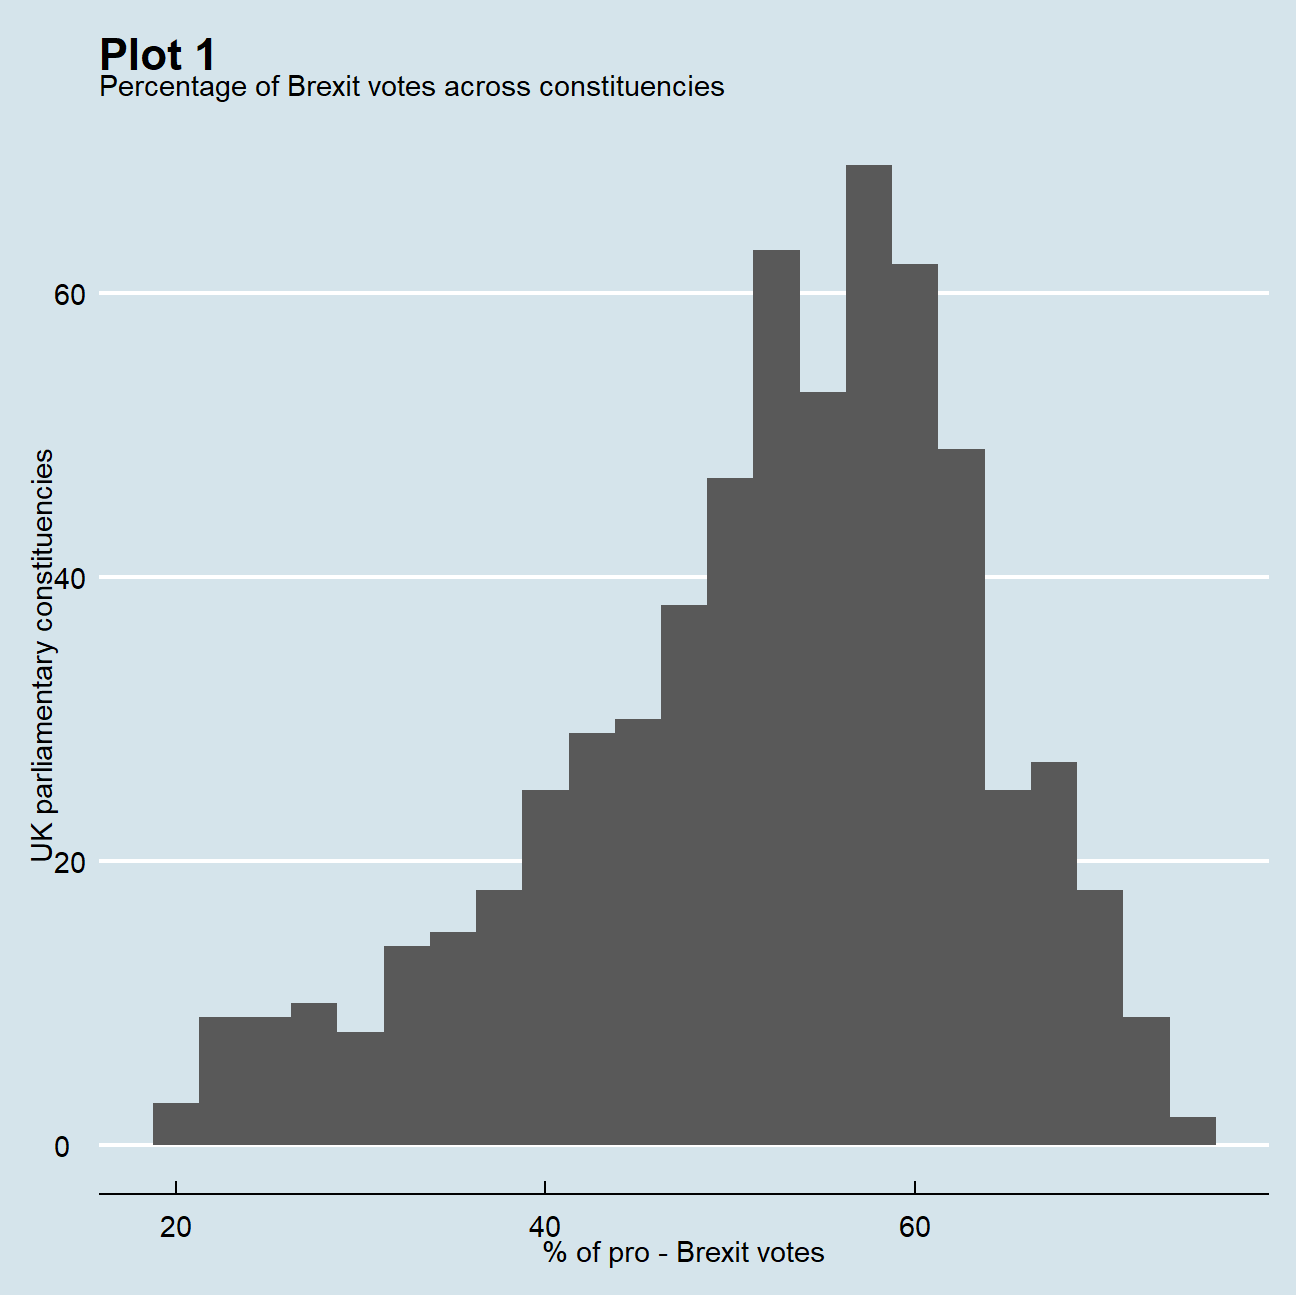 Plot 1
Percentage of Brexit votes across constituencies
60
40
20
0
UK parliamentary constituencies
20 40 60
% of pro - Brexit votes